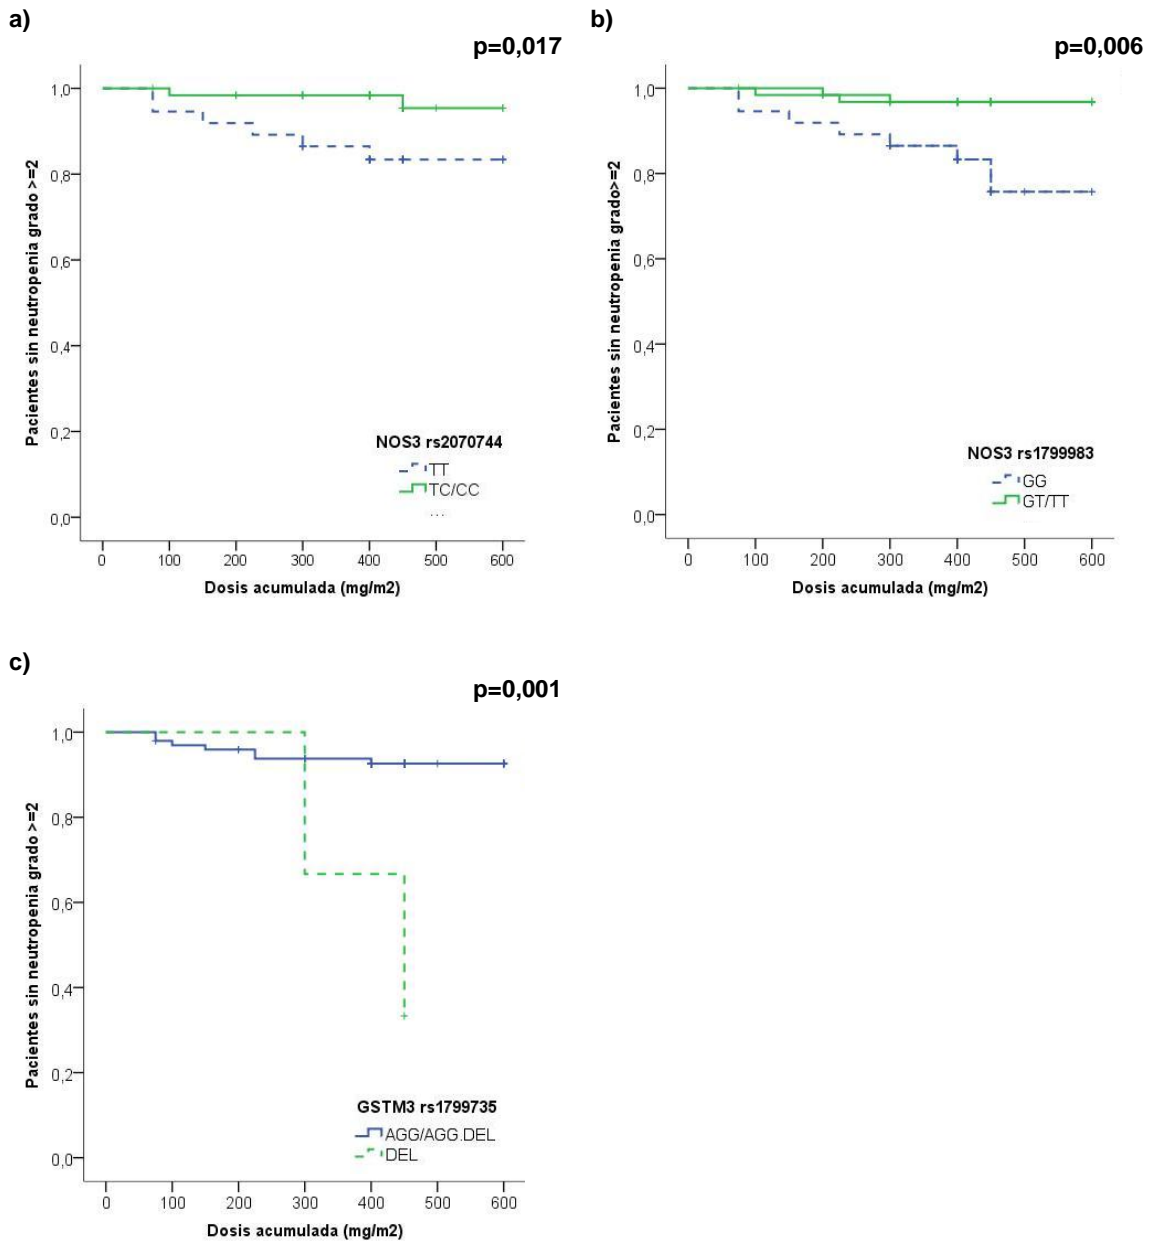 a)
p=0,017
Pacientes sin neutropenia grado >=2
1,0
0,8
0,6
0,4
0,2
0,0
NOS3 rs2070744
TT
TC/CC
...
0 100 200 300 400 500 600
Dosis acumulada (mg/m2)
b)
p=0,006
Pacientes sin neutropenia grado>=2
1,0
0,8
0,6
0,4
0,2
0,0
NOS3 rs1799983
GG
GT/TT
0 100 200 300 400 500 600
Dosis acumulada (mg/m2)
c)
p=0,001
Pacientes sin neutropenia grado >=2
1,0
0,8
0,6
0,4
0,2
0,0
GSTM3 rs1799735
AGG/AGG.DEL
DEL
0 100 200 300 400 500 600
Dosis acumulada (mg/m2)